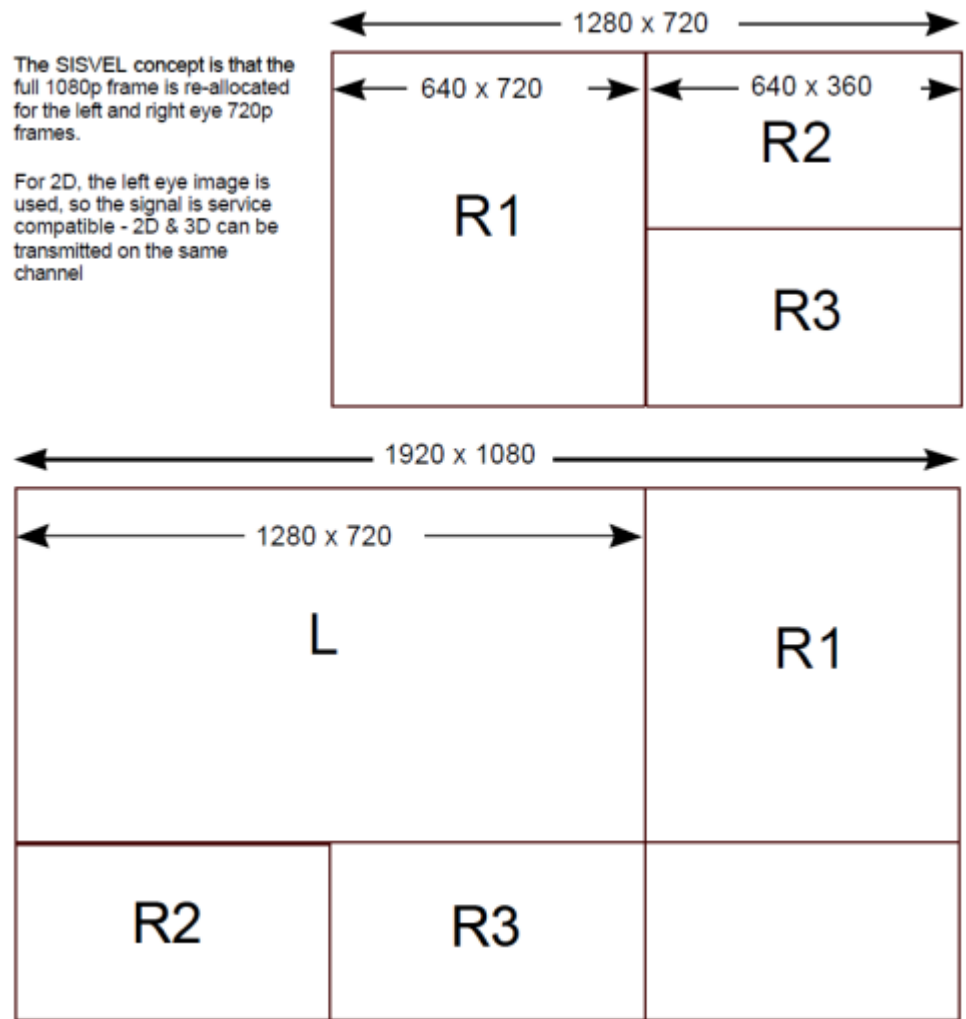 1280 x 720
The SISVEL concept is that the
full 1080p frame is re-allocated
for the left and right eye 720p
frames.
640 x 720
640 x 360
R2
For 2D, the left eye image is
used, so the signal is service
compatible - 2D & 3D can be
transmitted on the same
channel
R1
R3
1920 x 1080
1280 x 720
L
R1
R2
R3